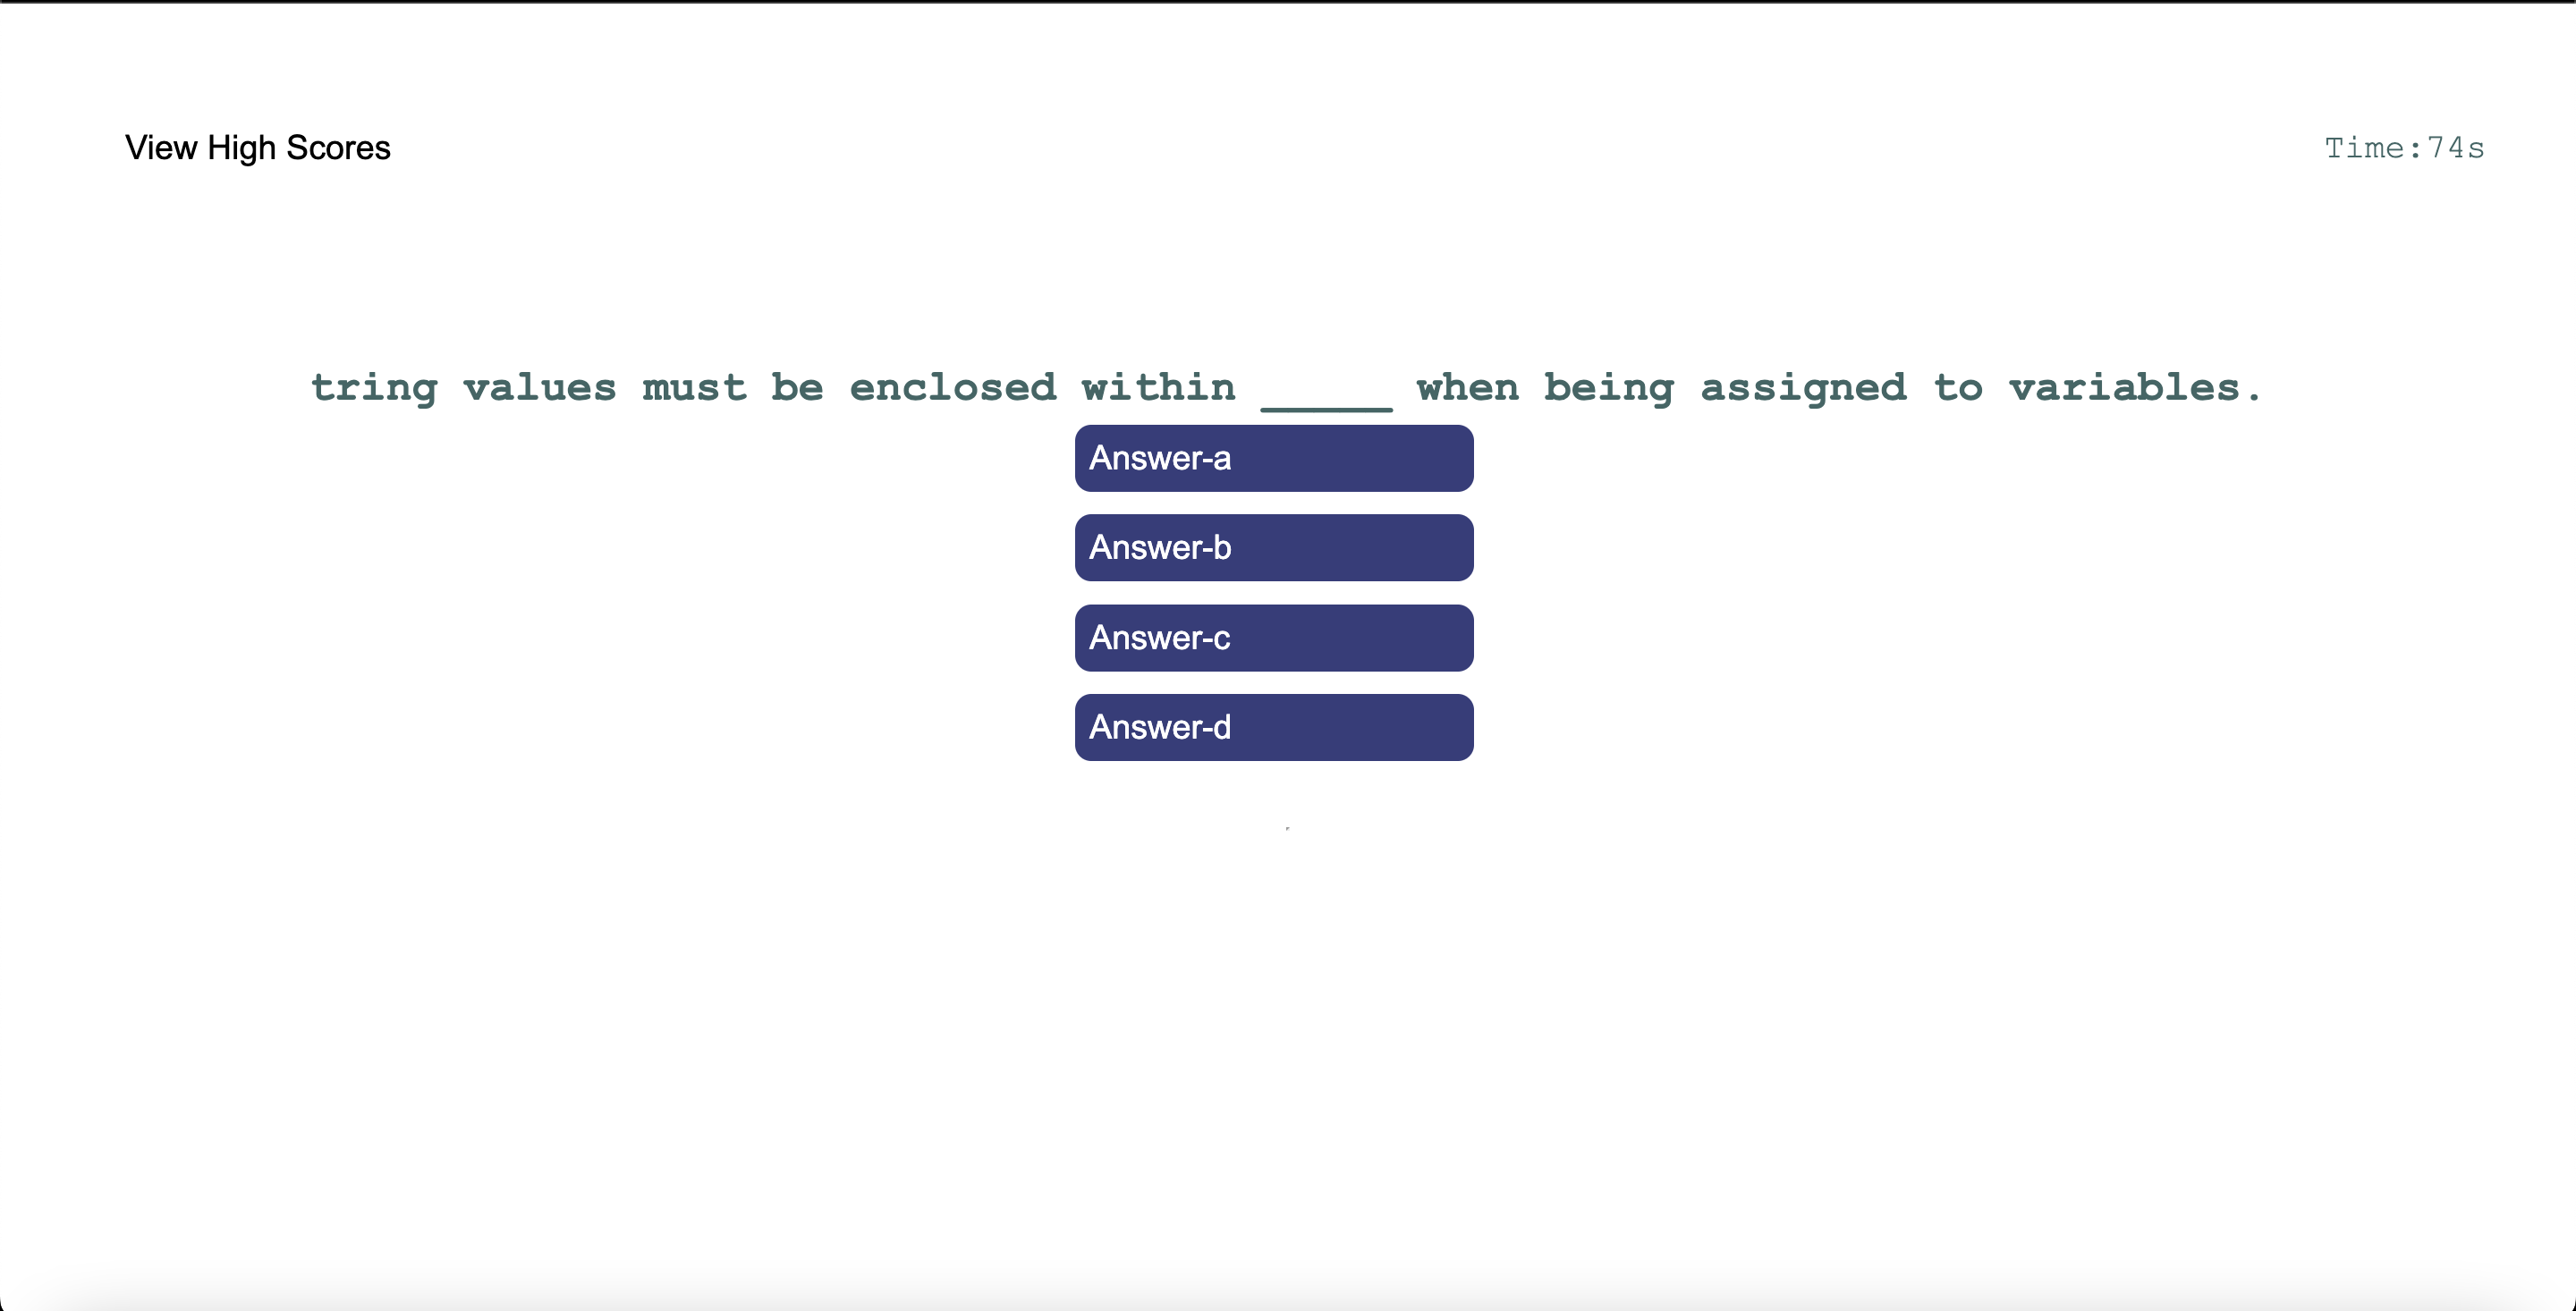 View High Scores
Time:74s
tring values must be enclosed within _____ when being assigned to variables.
Answer-a
Answer-b
Answer-c
Answer-d